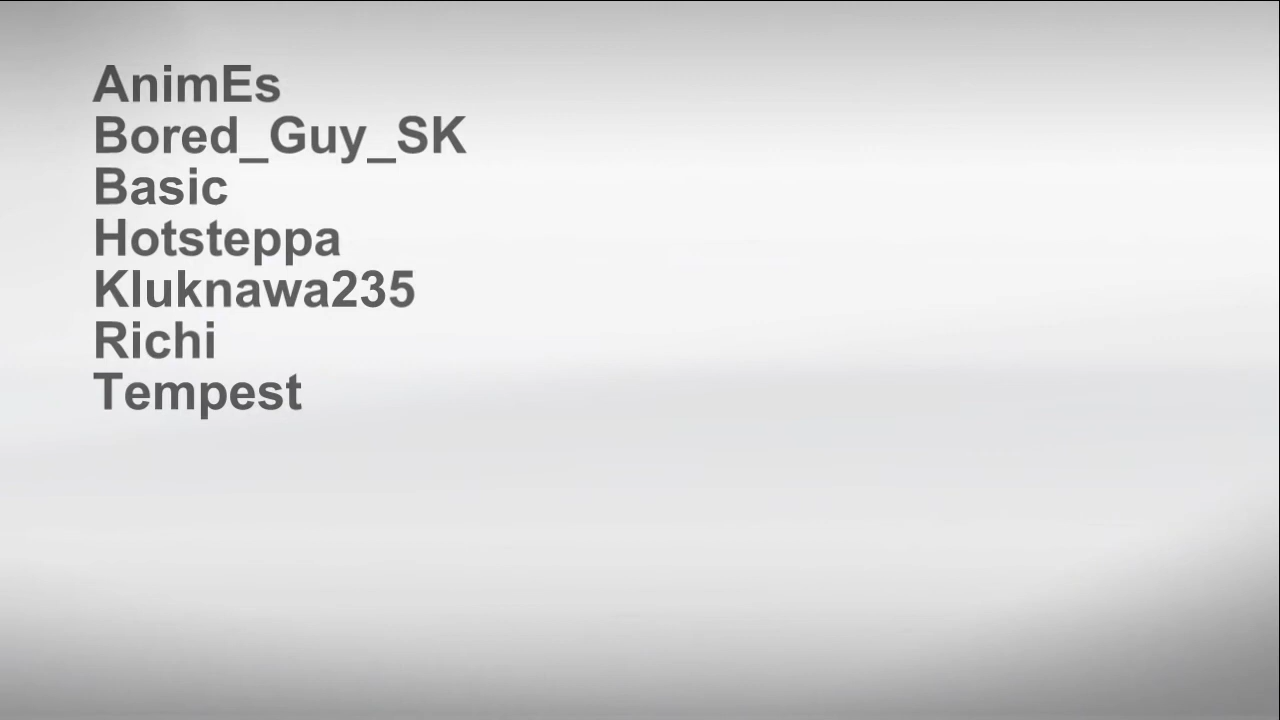 AnimEs
Bored_Guy_SK
Basic
Hotsteppa
Kluknawa235
Richi
Tempest